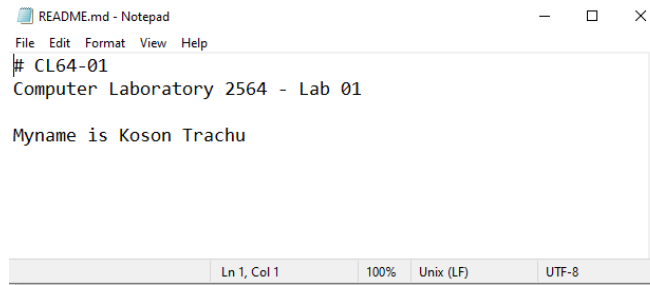 README.md - Notepad
File Edit Format View Help
# CL64-01
Computer Laboratory 2564 - Lab 01
Myname is Koson Trachu
Ln 1, Col 1 100% Unix (LF) UTF-8